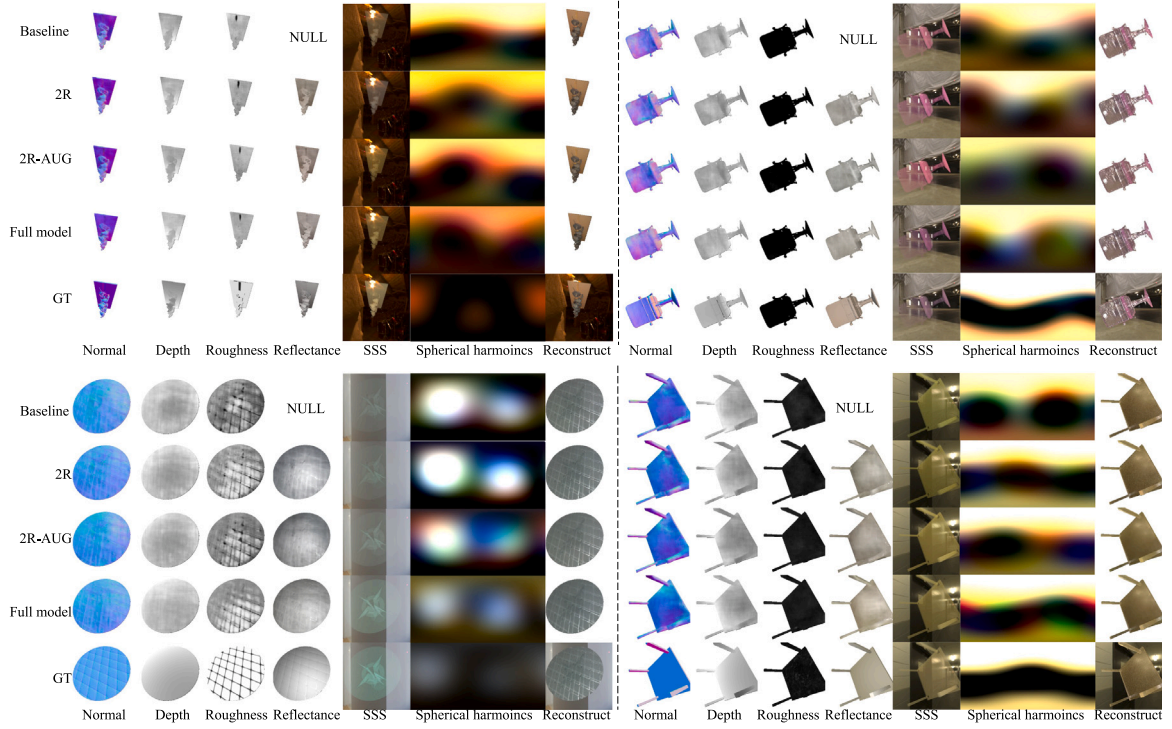 Baseline NULL NULL
2R
2R-AUG
Full model
GT
Normal Depth Roughness Reflectance SSS Spherical harmoincs Reconstruct Normal Depth Roughness Reflectance SSS Spherical harmoincs Reconstruct
Baseline NULL NULL
2R
2R-AUG
Full model
GT
Normal Depth Roughness Reflectance SSS Spherical harmoincs Reconstruct Normal Depth Roughness Reflectance SSS Spherical harmoincs Reconstruct